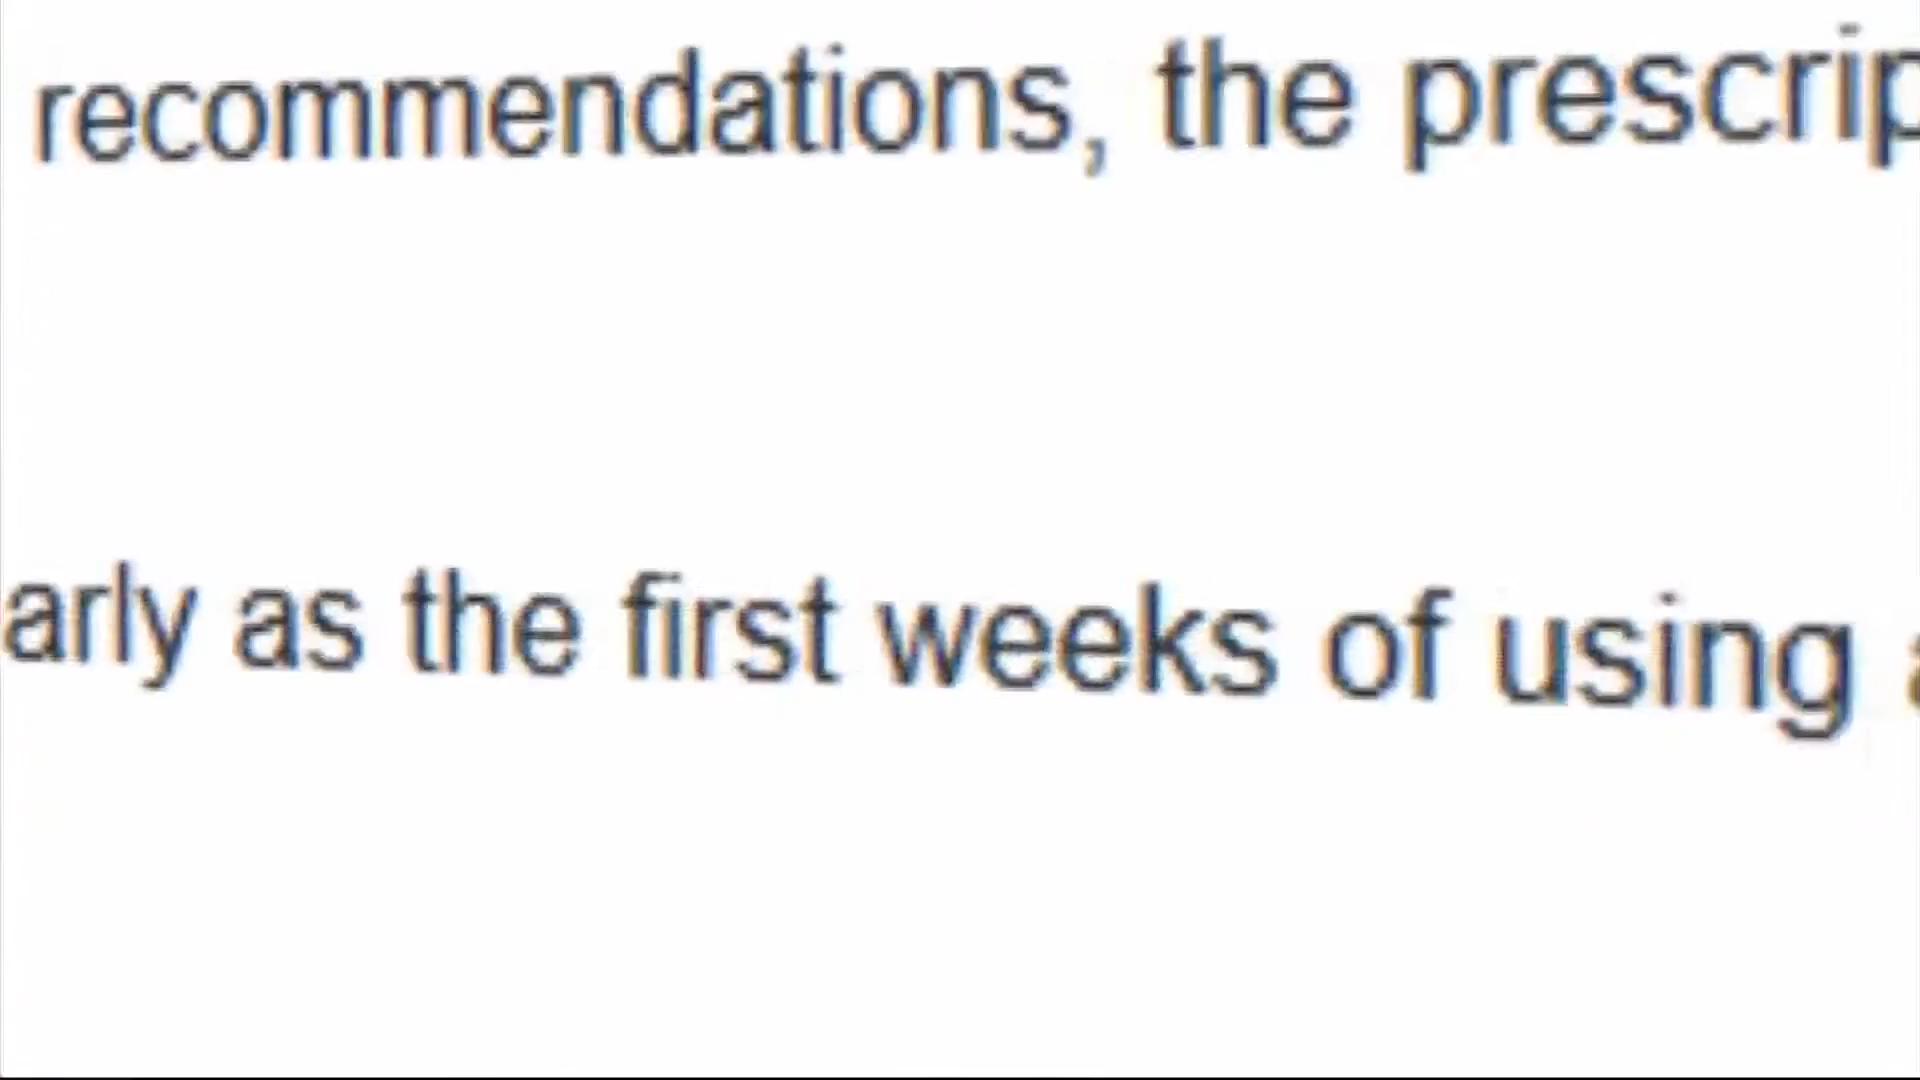 recommendations, the prescrip
arly as the first weeks of using